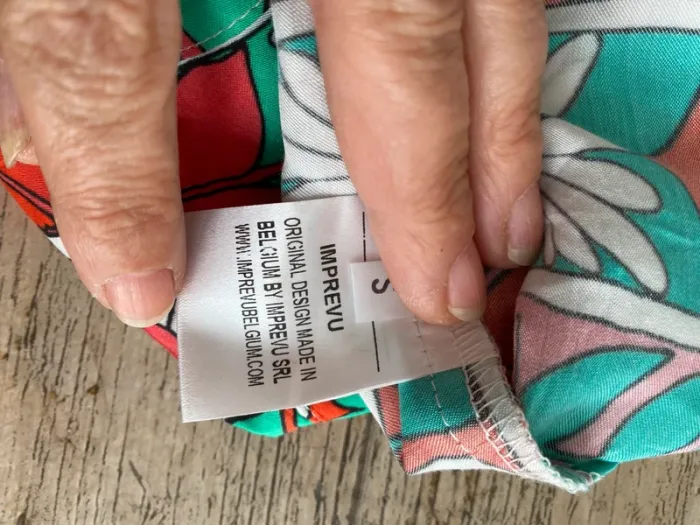 S
IMPREVU
ORIGINAL DESIGN MADE IN
BELGIUM BY IMPREVU SRL
WWW.IMPREVUBELGIUM.COM